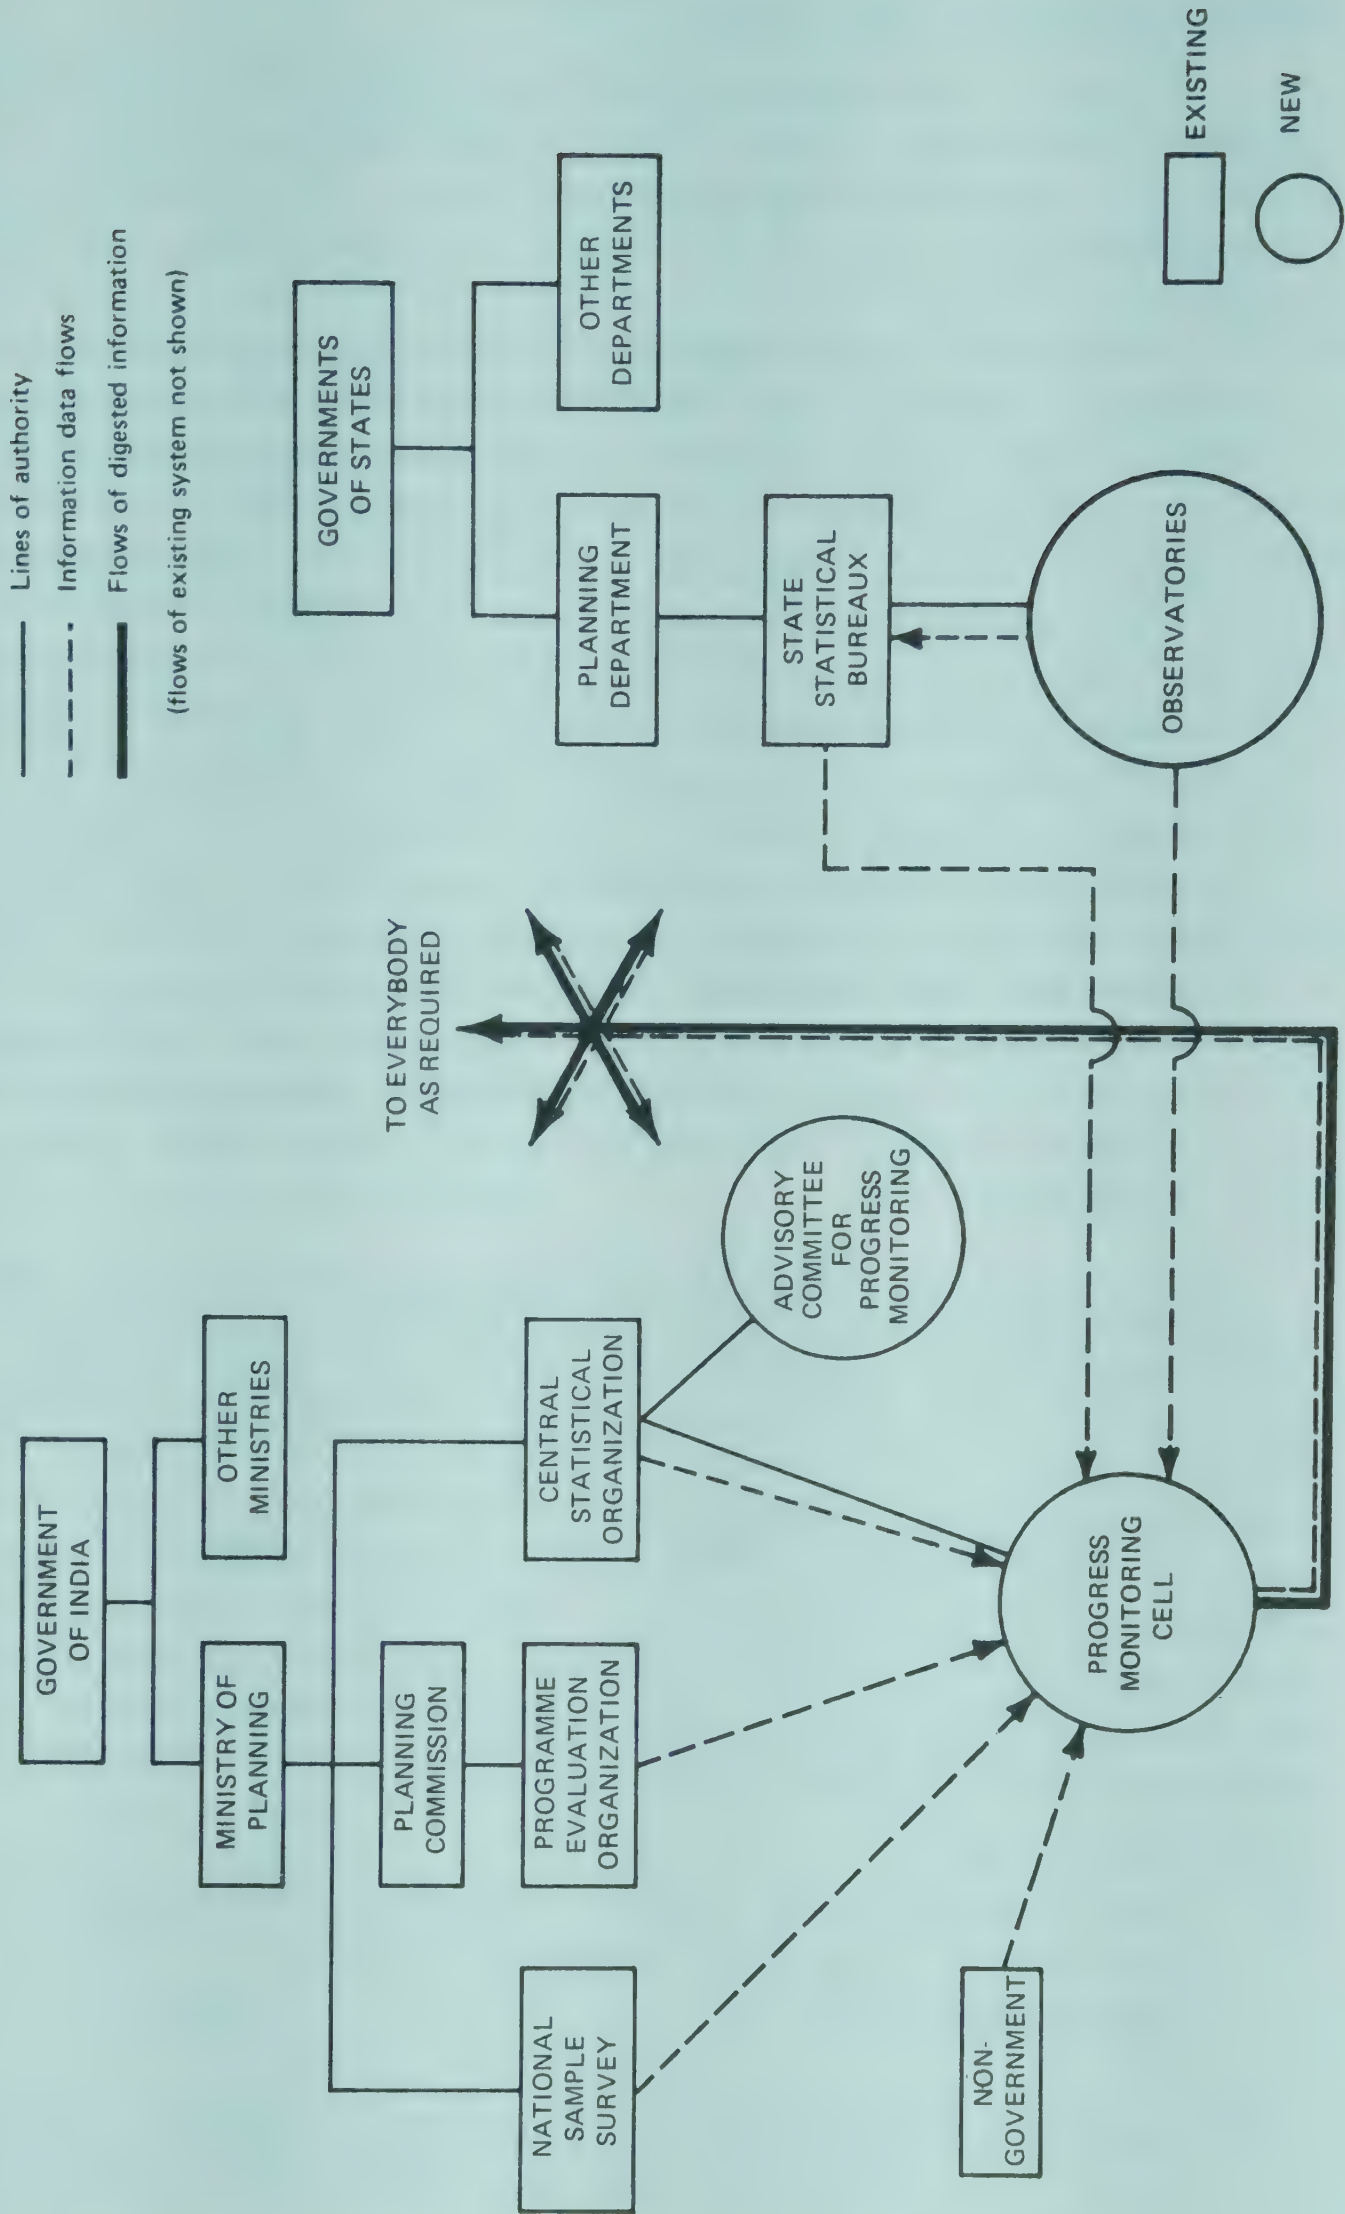 Lines of authority
Information data flows
Flows of digested information
(flows of existing system not shown)
GOVERNMENT
OF INDIA
MINISTRY OF
PLANNING
OTHER
MINISTRIES
PLANNING
COMMISSION
NATIONAL
SAMPLE
SURVEY
PROGRAMME
EVALUATION
ORGANIZATION
CENTRAL
STATISTICAL
ORGANIZATION
ADVISORY
COMMITTEE
FOR
PROGRESS
MONITORING
NON-
GOVERNMENT
PROGRESS
MONITORING
CELL
TO EVERYBODY
AS REQUIRED
GOVERNMENTS
OF STATES
PLANNING
DEPARTMENT
OTHER
DEPARTMENTS
STATE
STATISTICAL
BUREAUX
OBSERVATORIES
EXISTING
NEW